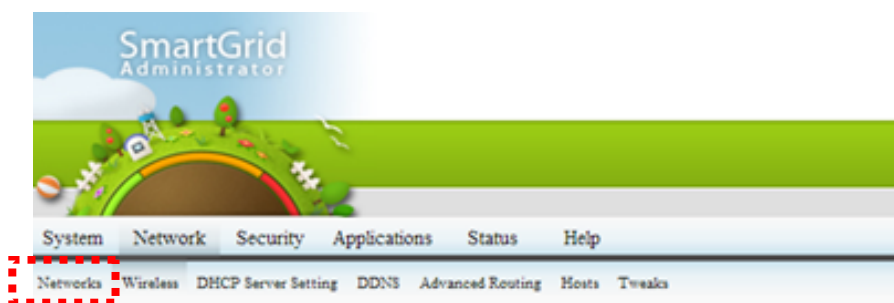 SmartGrid
Administrator
System Network Security Applications Status Help
Networks Wireless DHCP Server Setting DDNS Advanced Routing Hosts Tweaks